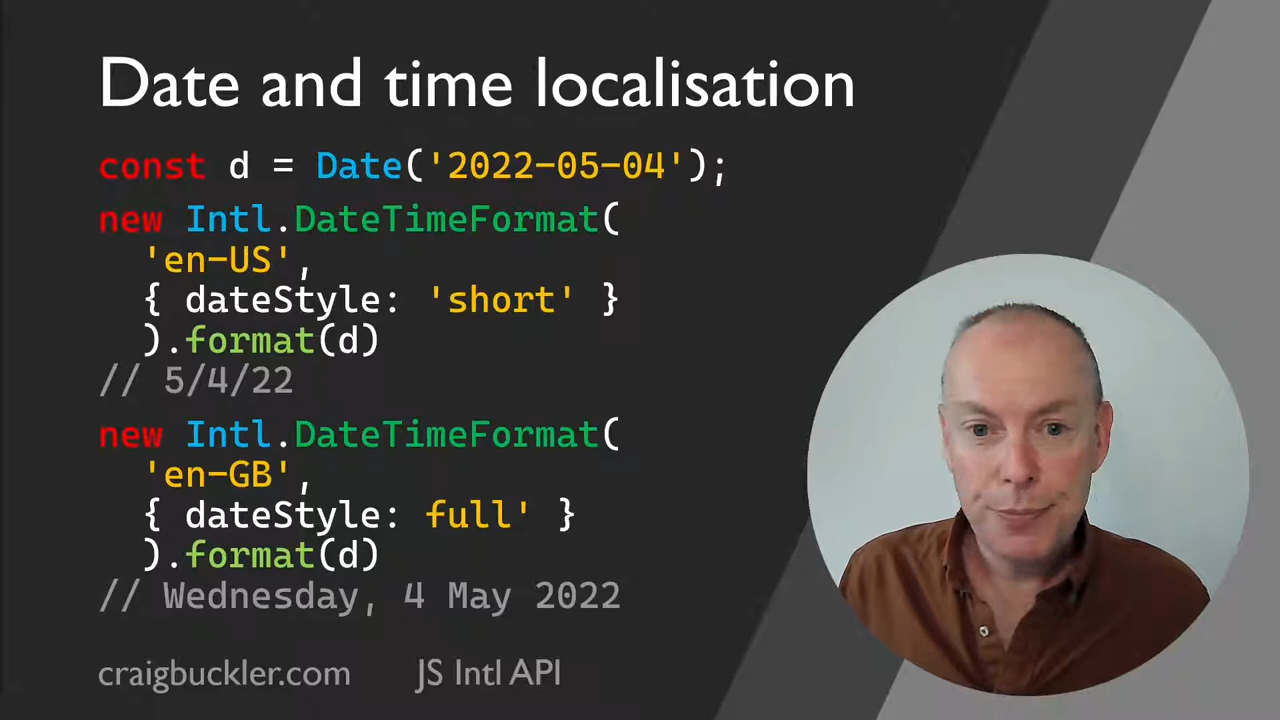 Date and time localisation
const d = Date('2022-05-04');
new Intl.DateTimeFormat(
'en-US',
{ dateStyle: 'short' }
).format(d)
// 5/4/22
new Intl.DateTimeFormat(
'en-GB',
{ dateStyle: full' }
).format(d)
// Wednesday, 4 May 2022
craigbuckler.com JS Intl API